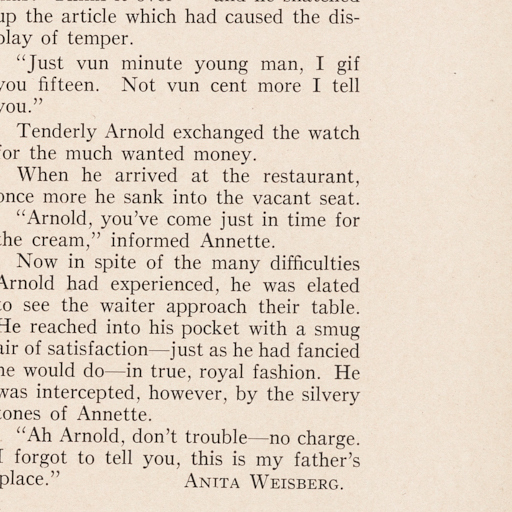 up the article which had caused the dis-
play of temper.
"Just vun minute young man, I gif
you fifteen. Not vun cent more I tell
you."
Tenderly Arnold exchanged the watch
for the much wanted money.
When he arrived at the restaurant,
once more he sank into the vacant seat.
"Arnold, you've come just in time for
the cream," informed Annette.
Now in spite of the many difficulties
Arnold had experienced, he was elated
to see the waiter approach their table.
He reached into his pocket with a smug
air of satisfaction—just as he had fancied
he would do—in true, royal fashion. He
was intercepted, however, by the silvery
tones of Annette.
"Ah Arnold, don't trouble—no charge.
I forgot to tell you, this is my father's
place." ANITA WEISBERG.